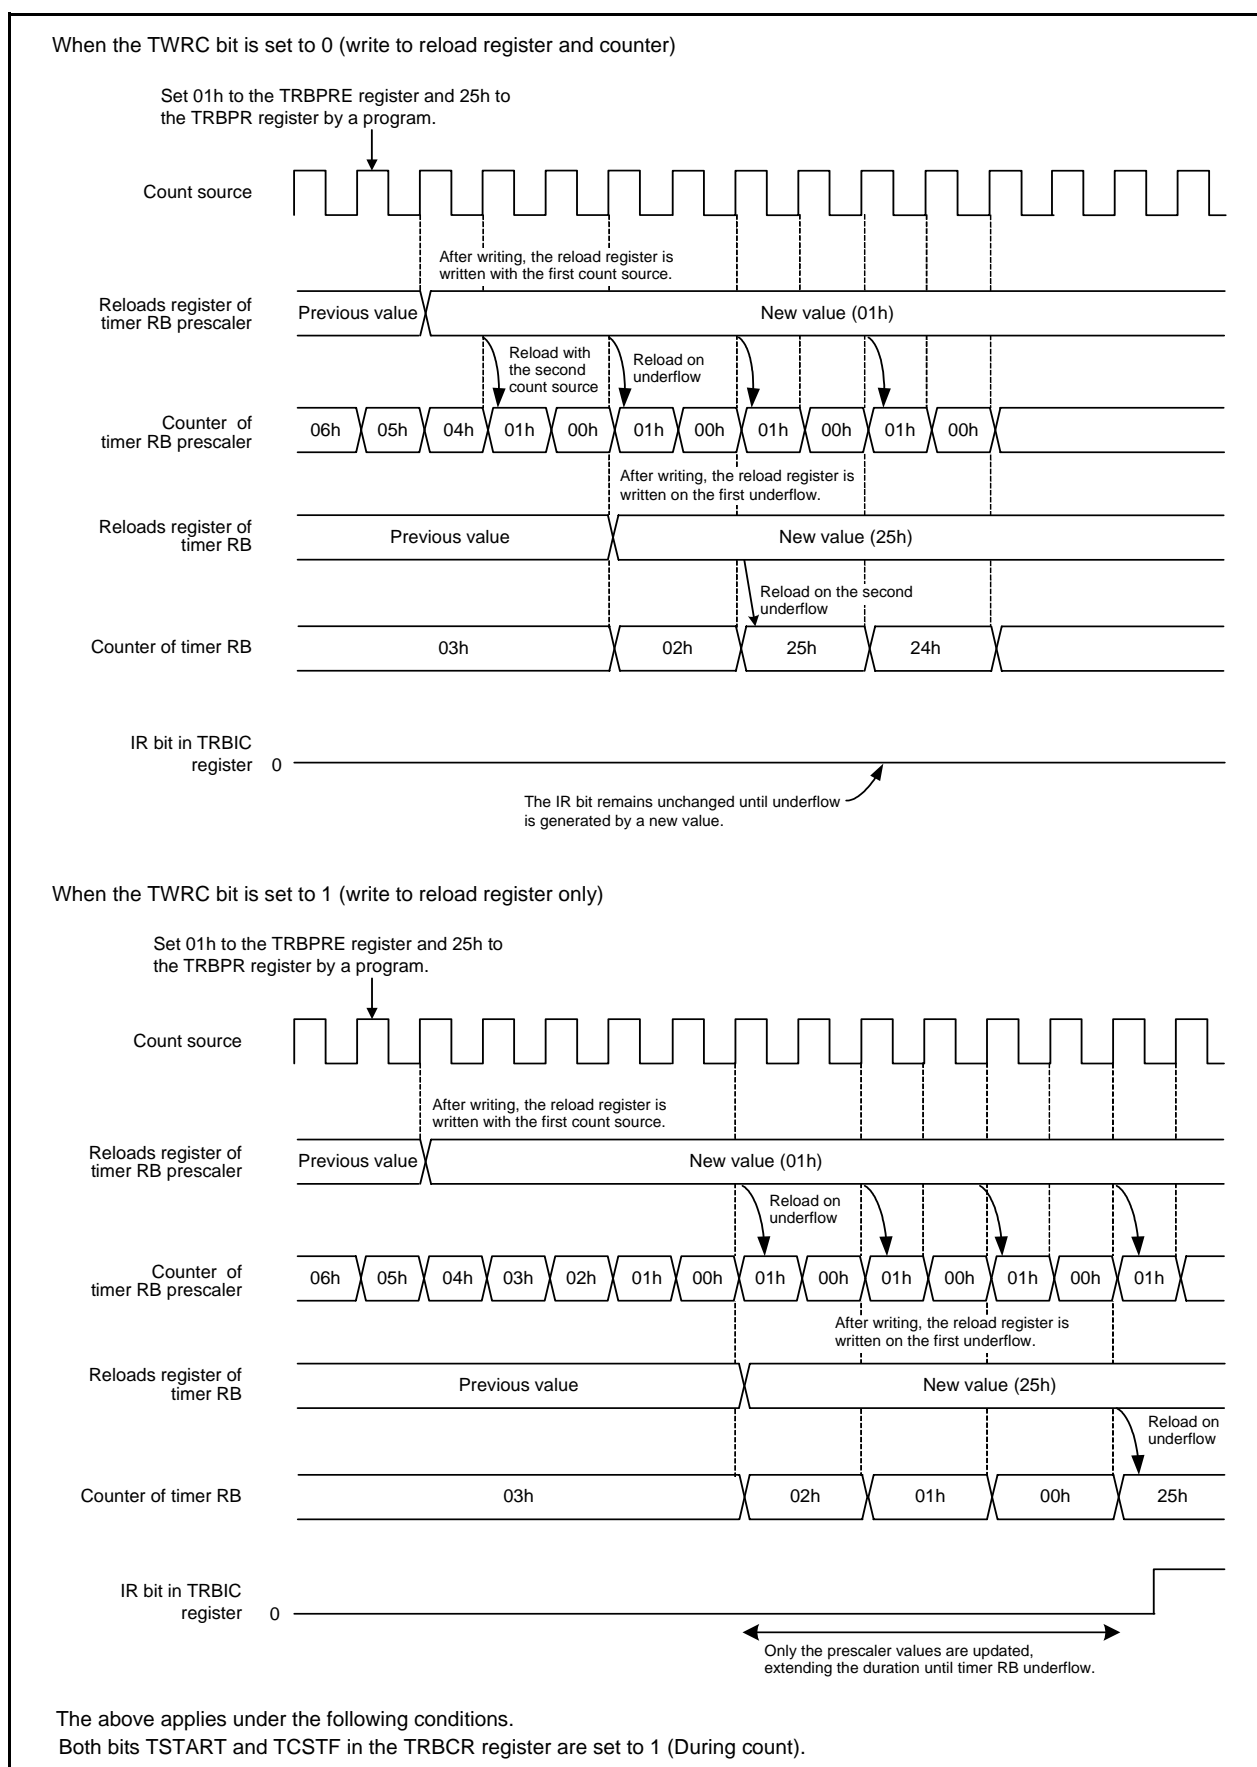 When the TWRC bit is set to 0 (write to reload register and counter)
Set 01h to the TRBPRE register and 25h to
the TRBPR register by a program.
Count source
After writing, the reload register is
written with the first count source.
Reloads register of
timer RB prescaler
Previous value
New value (01h)
Reload with
the second
count source
Reload on
underflow
Counter of
timer RB prescaler
06h 05h 04h 01h 00h 01h 00h 01h 00h 01h 00h
After writing, the reload register is
written on the first underflow.
Reloads register of
timer RB
Previous value
New value (25h)
Reload on the second
underflow
Counter of timer RB
03h 02h 25h 24h
IR bit in TRBIC
register 0
The IR bit remains unchanged until underflow
is generated by a new value.
When the TWRC bit is set to 1 (write to reload register only)
Set 01h to the TRBPRE register and 25h to
the TRBPR register by a program.
Count source
After writing, the reload register is
written with the first count source.
Reloads register of
timer RB prescaler
Previous value
New value (01h)
Reload on
underflow
Counter of
timer RB prescaler
06h 05h 04h 03h 02h 01h 00h 01h 00h 01h 00h 01h 00h 01h
After writing, the reload register is
written on the first underflow.
Reloads register of
timer RB
Previous value
New value (25h)
Reload on
underflow
Counter of timer RB
03h 02h 01h 00h 25h
IR bit in TRBIC
register 0
Only the prescaler values are updated,
extending the duration until timer RB underflow.
The above applies under the following conditions.
Both bits TSTART and TCSTF in the TRBCR register are set to 1 (During count).